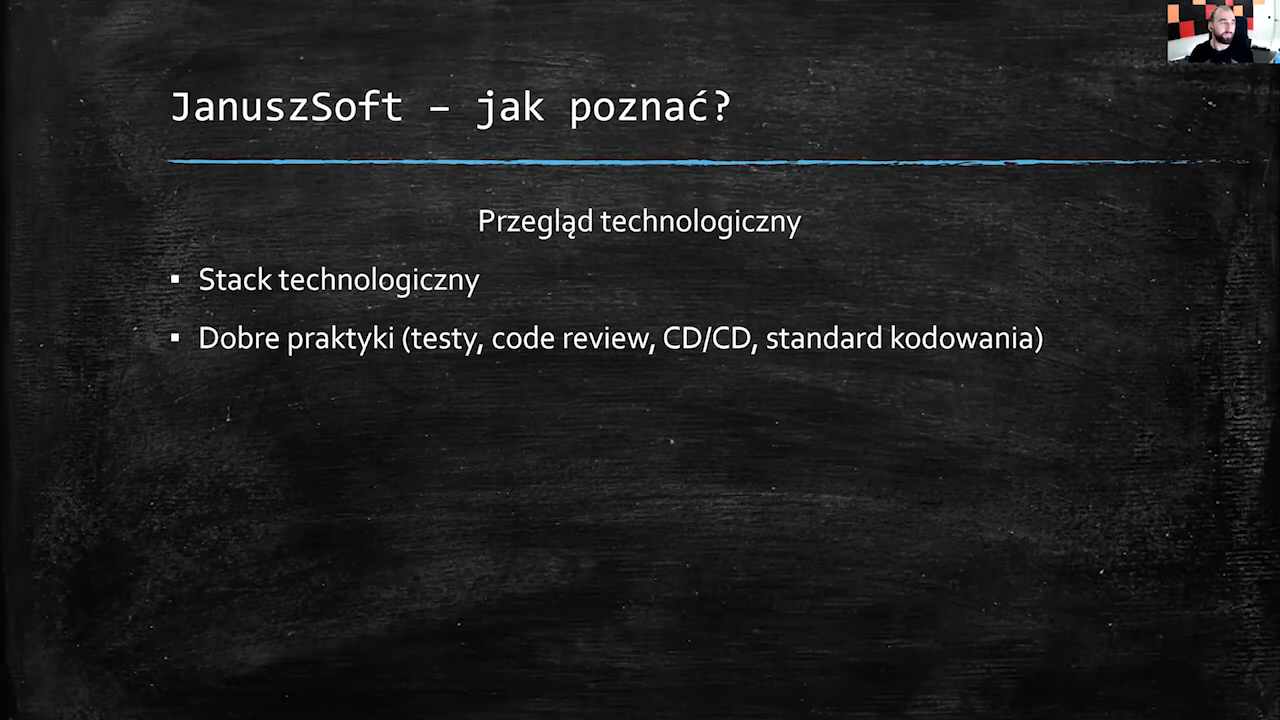 JanuszSoft – jak poznać?
Przegląd technologiczny
▪ Stack technologiczny
▪ Dobre praktyki (testy, code review, CD/CD, standard kodowania)